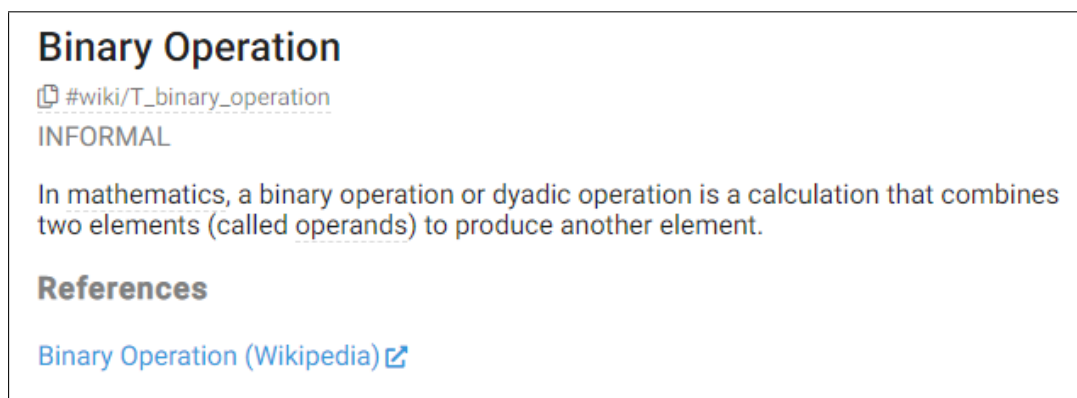 Binary Operation
#wiki/T_binary_operation
INFORMAL
In mathematics, a binary operation or dyadic operation is a calculation that combines
two elements (called operands) to produce another element.
References
Binary Operation (Wikipedia)